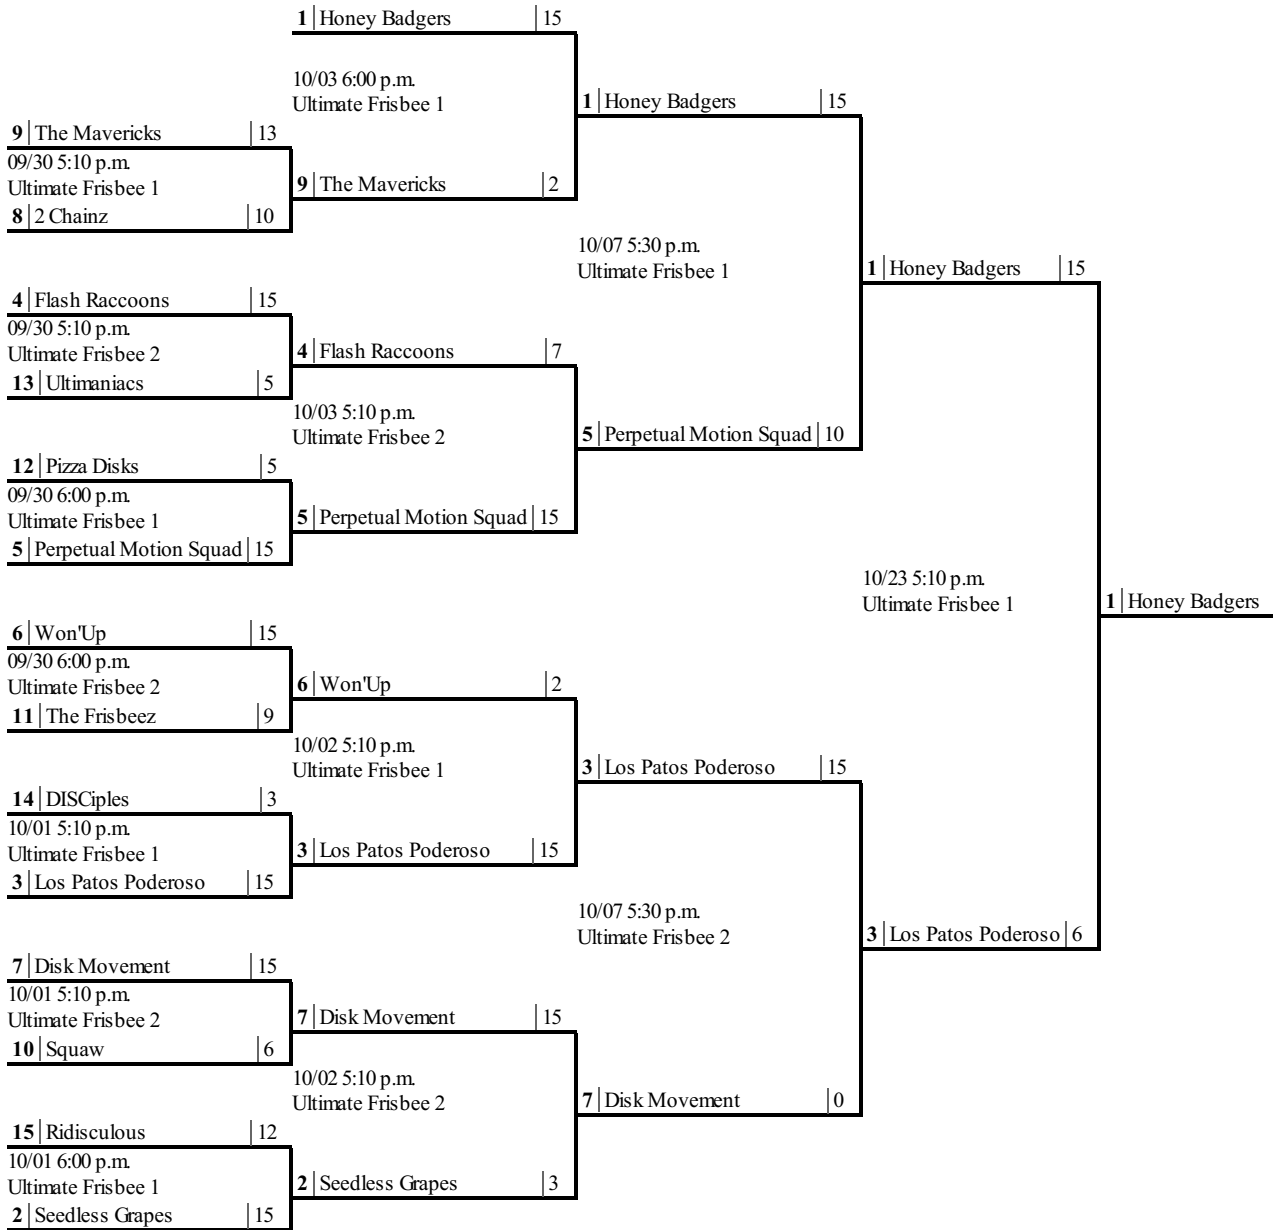 1 Honey Badgers 15
10/03 6:00 p.m.
Ultimate Frisbee 1
1 Honey Badgers 15
9 The Mavericks 13
09/30 5:10 p.m.
Ultimate Frisbee 1
9 The Mavericks 2
8 2 Chainz 10
10/07 5:30 p.m.
Ultimate Frisbee 1
1 Honey Badgers 15
4 Flash Raccoons 15
09/30 5:10 p.m.
Ultimate Frisbee 2
4 Flash Raccoons 7
13 Ultimaniacs 5
10/03 5:10 p.m.
Ultimate Frisbee 2
5 Perpetual Motion Squad 10
12 Pizza Disks 5
09/30 6:00 p.m.
Ultimate Frisbee 1
5 Perpetual Motion Squad 15
5 Perpetual Motion Squad 15
10/23 5:10 p.m.
Ultimate Frisbee 1
1 Honey Badgers
6 Won'Up 15
09/30 6:00 p.m.
Ultimate Frisbee 2
6 Won'Up 2
11 The Frisbeez 9
10/02 5:10 p.m.
Ultimate Frisbee 1
3 Los Patos Poderoso 15
14 DISCiples 3
10/01 5:10 p.m.
Ultimate Frisbee 1
3 Los Patos Poderoso 15
3 Los Patos Poderoso 15
10/07 5:30 p.m.
Ultimate Frisbee 2
3 Los Patos Poderoso 6
7 Disk Movement 15
10/01 5:10 p.m.
Ultimate Frisbee 2
7 Disk Movement 15
10 Squaw 6
10/02 5:10 p.m.
Ultimate Frisbee 2
7 Disk Movement 0
15 Ridisculous 12
10/01 6:00 p.m.
Ultimate Frisbee 1
2 Seedless Grapes 3
2 Seedless Grapes 15